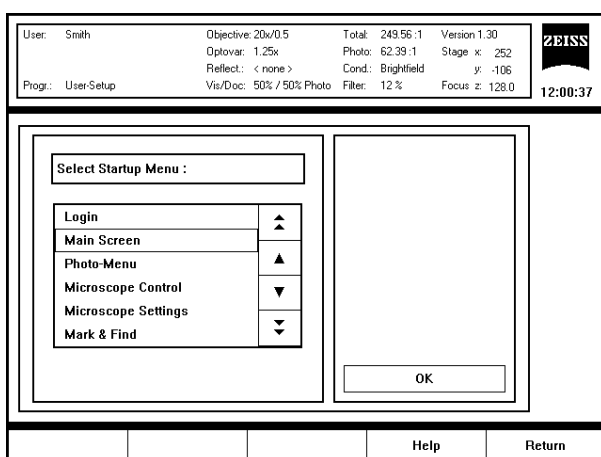 User: Smith Objective: 20x/0.5 Total: 249.56 :1 Version 1.30
Optovar: 1.25x Photo: 62.39 :1 Stage x: 252
Reflect.: < none > Cond.: Brightfield y: -106
Progr.: User-Setup Vis/Doc: 50% / 50% Photo Filter: 12 % Focus z: 128.0
ZEISS
12:00:37
Select Startup Menu :
Login
Main Screen
Photo-Menu
Microscope Control
Microscope Settings
Mark & Find
OK
Help Return